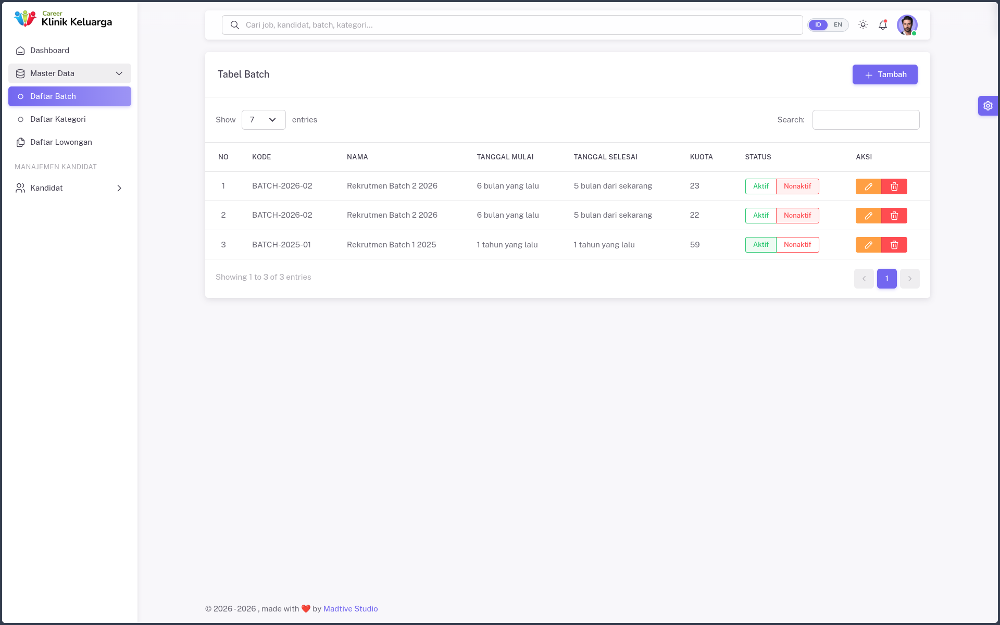 Career
Klinik Keluarga
Dashboard
Master Data
Daftar Batch
Daftar Kategori
Daftar Lowongan
MANAJEMEN KANDIDAT
Kandidat
Cari job, kandidat, batch, kategori...
ID EN
Tabel Batch
Tambah
Show 7 entries
Search:
NO KODE NAMA TANGGAL MULAI TANGGAL SELESAI KUOTA STATUS AKSI
1 BATCH-2026-02 Rekrutmen Batch 2 2026 6 bulan yang lalu 5 bulan dari sekarang 23 Aktif Nonaktif
2 BATCH-2026-02 Rekrutmen Batch 2 2026 6 bulan yang lalu 5 bulan dari sekarang 22 Aktif Nonaktif
3 BATCH-2025-01 Rekrutmen Batch 1 2025 1 tahun yang lalu 1 tahun yang lalu 59 Aktif Nonaktif
Showing 1 to 3 of 3 entries
1
© 2026 - 2026 , made with ❤️ by Madtive Studio